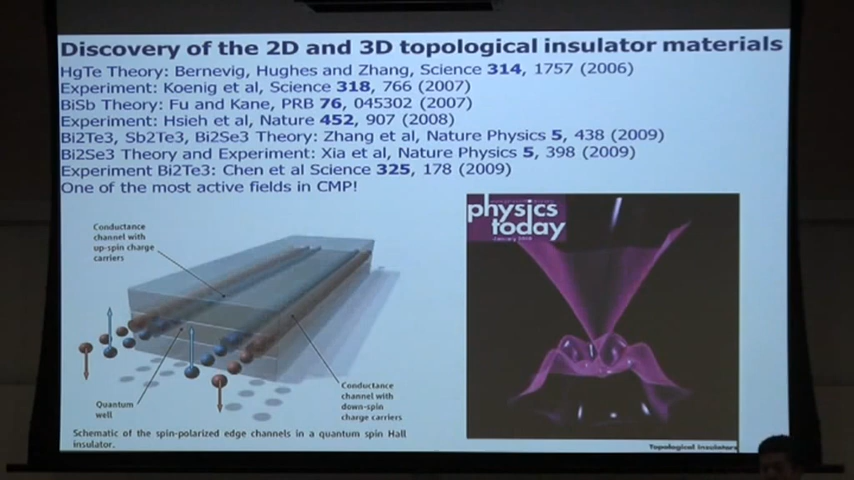 Discovery of the 2D and 3D topological insulator materials
HgTe Theory: Bernevig, Hughes and Zhang, Science 314, 1757 (2006)
Experiment: Koenig et al, Science 318, 766 (2007)
BiSb Theory: Fu and Kane, PRB 76, 045302 (2007)
Experiment: Hsieh et al, Nature 452, 907 (2008)
Bi2Te3, Sb2Te3, Bi2Se3 Theory: Zhang et al, Nature Physics 5, 438 (2009)
Bi2Se3 Theory and Experiment: Xia et al, Nature Physics 5, 398 (2009)
Experiment Bi2Te3: Chen et al Science 325, 178 (2009)
One of the most active fields in CMP!
Conductance
channel with
up-spin charge
carriers
Quantum
well
Conductance
channel with
down-spin
charge carriers
Schematic of the spin-polarized edge channels in a quantum spin Hall
insulator.
physics
today
Topological Insulators